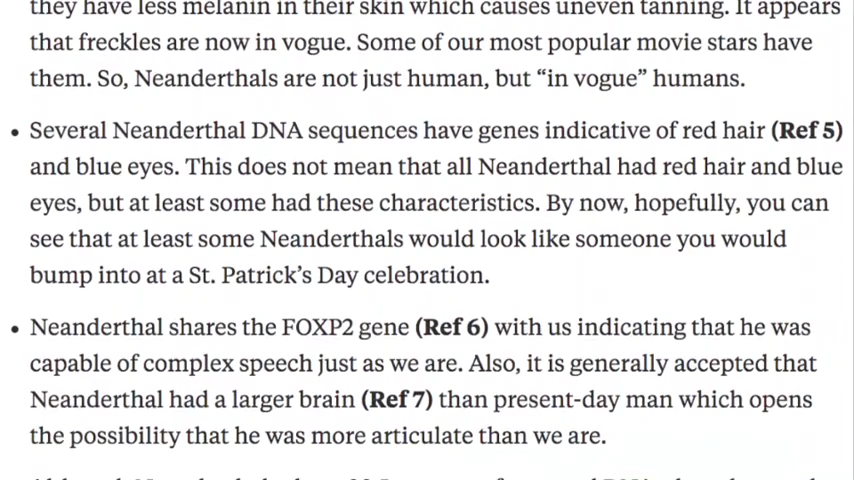 they have less melanin in their skin which causes uneven tanning. It appears
that freckles are now in vogue. Some of our most popular movie stars have
them. So, Neanderthals are not just human, but “in vogue” humans.
• Several Neanderthal DNA sequences have genes indicative of red hair (Ref 5)
and blue eyes. This does not mean that all Neanderthal had red hair and blue
eyes, but at least some had these characteristics. By now, hopefully, you can
see that at least some Neanderthals would look like someone you would
bump into at a St. Patrick’s Day celebration.
• Neanderthal shares the FOXP2 gene (Ref 6) with us indicating that he was
capable of complex speech just as we are. Also, it is generally accepted that
Neanderthal had a larger brain (Ref 7) than present-day man which opens
the possibility that he was more articulate than we are.